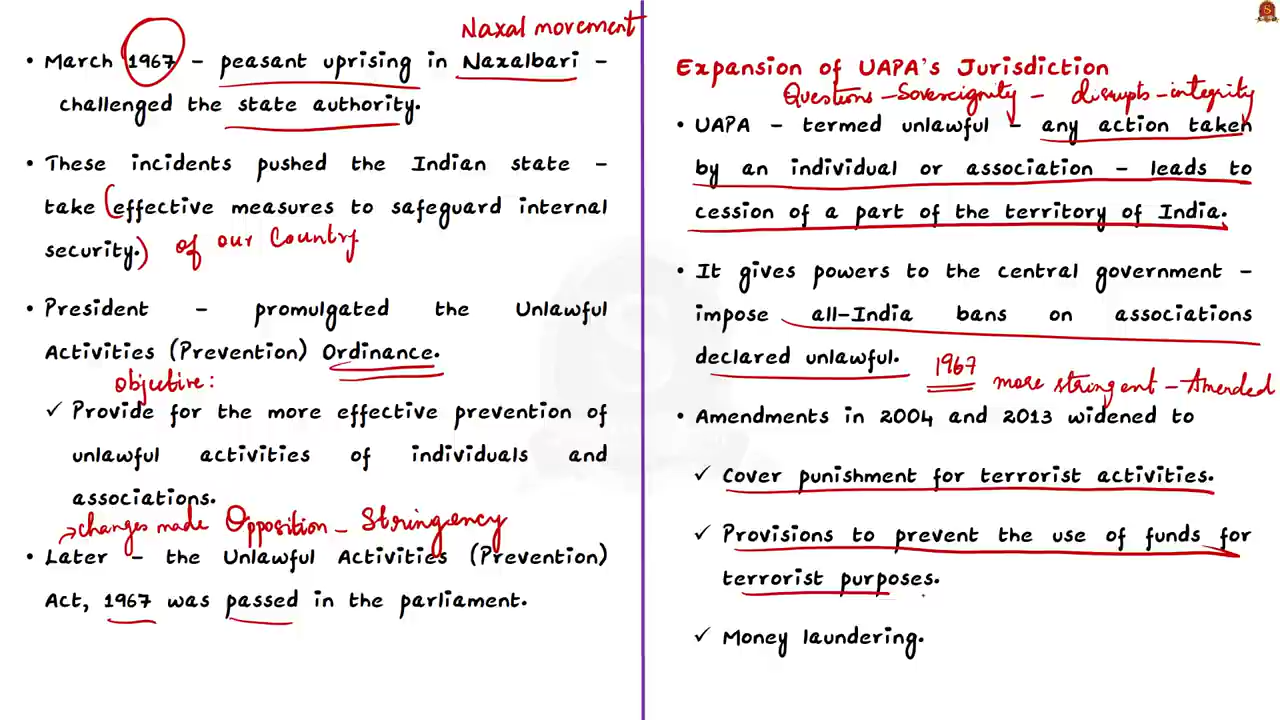 Naxal movement
• March 1967 – peasant uprising in Naxalbari –
challenged the state authority.
• These incidents pushed the Indian state –
take (effective measures to safeguard internal
security.) of our Country
• President – promulgated the Unlawful
Activities (Prevention) Ordinance.
Objective:
✓ Provide for the more effective prevention of
unlawful activities of individuals and
associations.
→ changes made Opposition – Stringency
• Later – the Unlawful Activities (Prevention)
Act, 1967 was passed in the parliament.
Expansion of UAPA's Jurisdiction
Questions – Sovereignty – disrupts – integrity
• UAPA – termed unlawful – any action taken
by an individual or association – leads to
cession of a part of the territory of India.
• It gives powers to the central government –
impose all-India bans on associations
declared unlawful. 1967
more stringent – Amended
• Amendments in 2004 and 2013 widened to
✓ Cover punishment for terrorist activities.
✓ Provisions to prevent the use of funds for
terrorist purposes.
✓ Money laundering.